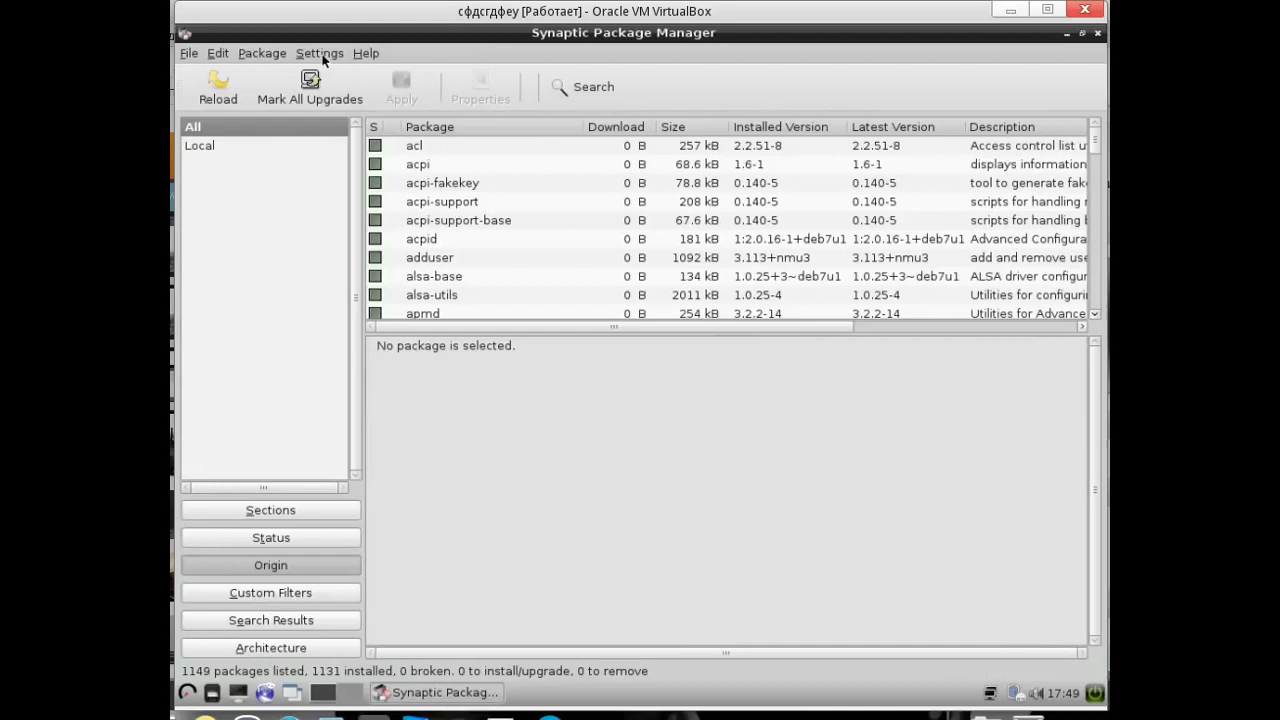 сфдсгдфеу [Работает] - Oracle VM VirtualBox
Synaptic Package Manager
File Edit Package Settings Help
Reload Mark All Upgrades Apply Properties Search
All
Local
S Package Download Size Installed Version Latest Version Description
acl 0 B 257 kB 2.2.51-8 2.2.51-8 Access control list u
acpi 0 B 68.6 kB 1.6-1 1.6-1 displays information
acpi-fakekey 0 B 78.8 kB 0.140-5 0.140-5 tool to generate fake
acpi-support 0 B 208 kB 0.140-5 0.140-5 scripts for handling
acpi-support-base 0 B 67.6 kB 0.140-5 0.140-5 scripts for handling
acpid 0 B 181 kB 1:2.0.16-1+deb7u1 1:2.0.16-1+deb7u1 Advanced Configura
adduser 0 B 1092 kB 3.113+nmu3 3.113+nmu3 add and remove use
alsa-base 0 B 134 kB 1.0.25+3~deb7u1 1.0.25+3~deb7u1 ALSA driver configur
alsa-utils 0 B 2011 kB 1.0.25-4 1.0.25-4 Utilities for configuri
apmd 0 B 254 kB 3.2.2-14 3.2.2-14 Utilities for Advance
No package is selected.
Sections
Status
Origin
Custom Filters
Search Results
Architecture
1149 packages listed, 1131 installed, 0 broken. 0 to install/upgrade, 0 to remove
Synaptic Packag... 17:49